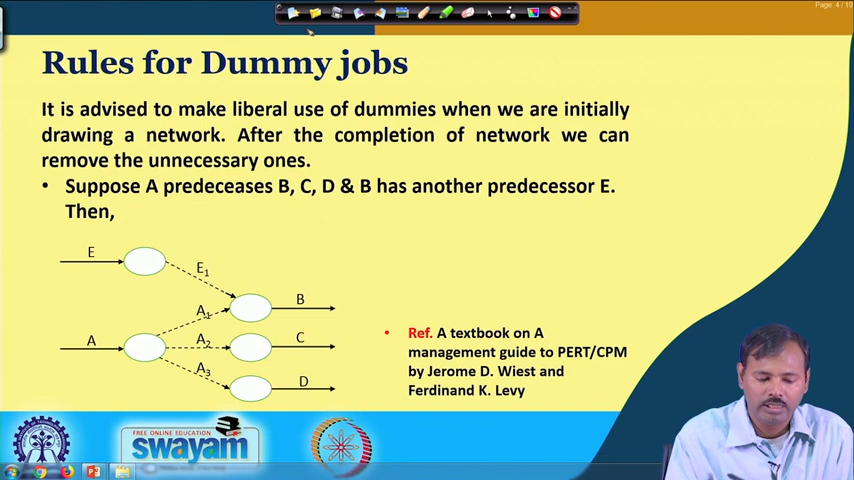 Page: 4 / 10
Rules for Dummy jobs
It is advised to make liberal use of dummies when we are initially
drawing a network. After the completion of network we can
remove the unnecessary ones.
• Suppose A predeceases B, C, D & B has another predecessor E.
Then,
E
E1
A1
B
A
A2
C
A3
D
• Ref. A textbook on A
management guide to PERT/CPM
by Jerome D. Wiest and
Ferdinand K. Levy
FREE ONLINE EDUCATION
swayam